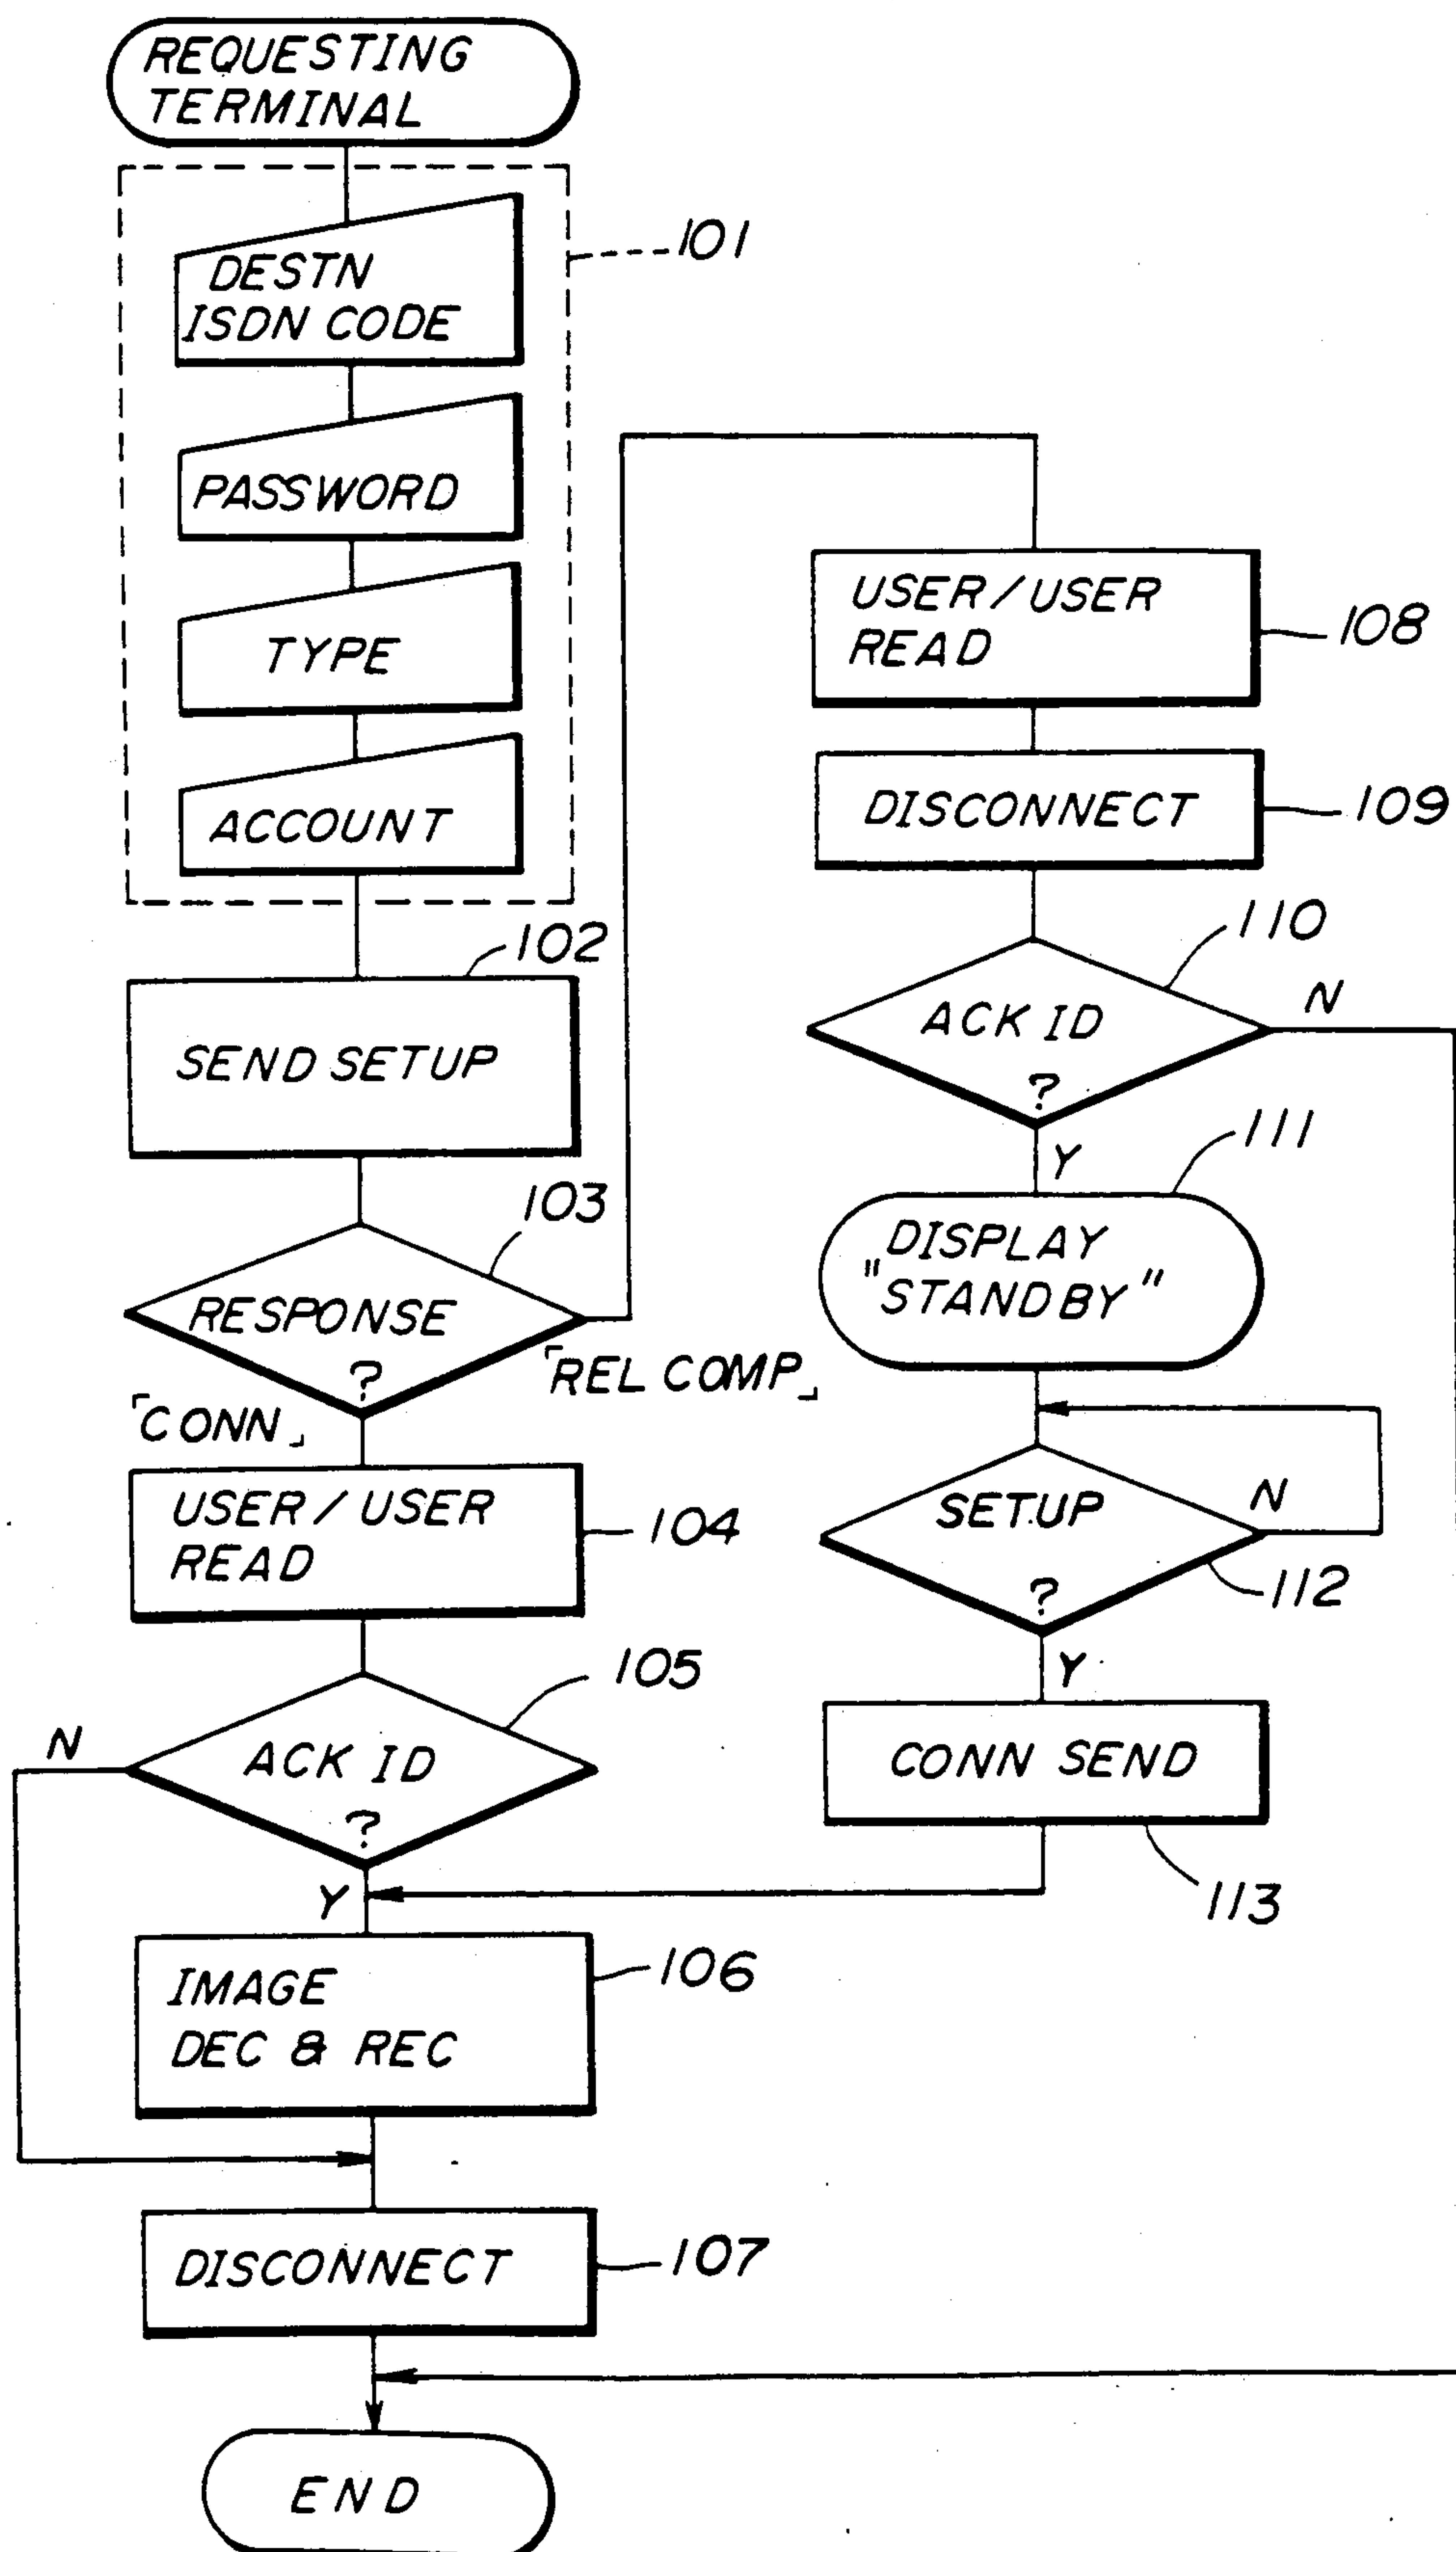 REQUESTING
TERMINAL
DESTN
ISDN CODE
101
PASSWORD
TYPE
ACCOUNT
102
SEND SETUP
103
RESPONSE
?
「REL COMP」
「CONN」
USER/USER
READ
104
105
N
ACK ID
?
Y
IMAGE
DEC & REC
106
DISCONNECT
107
END
USER/USER
READ
108
DISCONNECT
109
110
ACK ID
?
N
Y
111
DISPLAY
"STANDBY"
SETUP
?
N
112
Y
CONN SEND
113